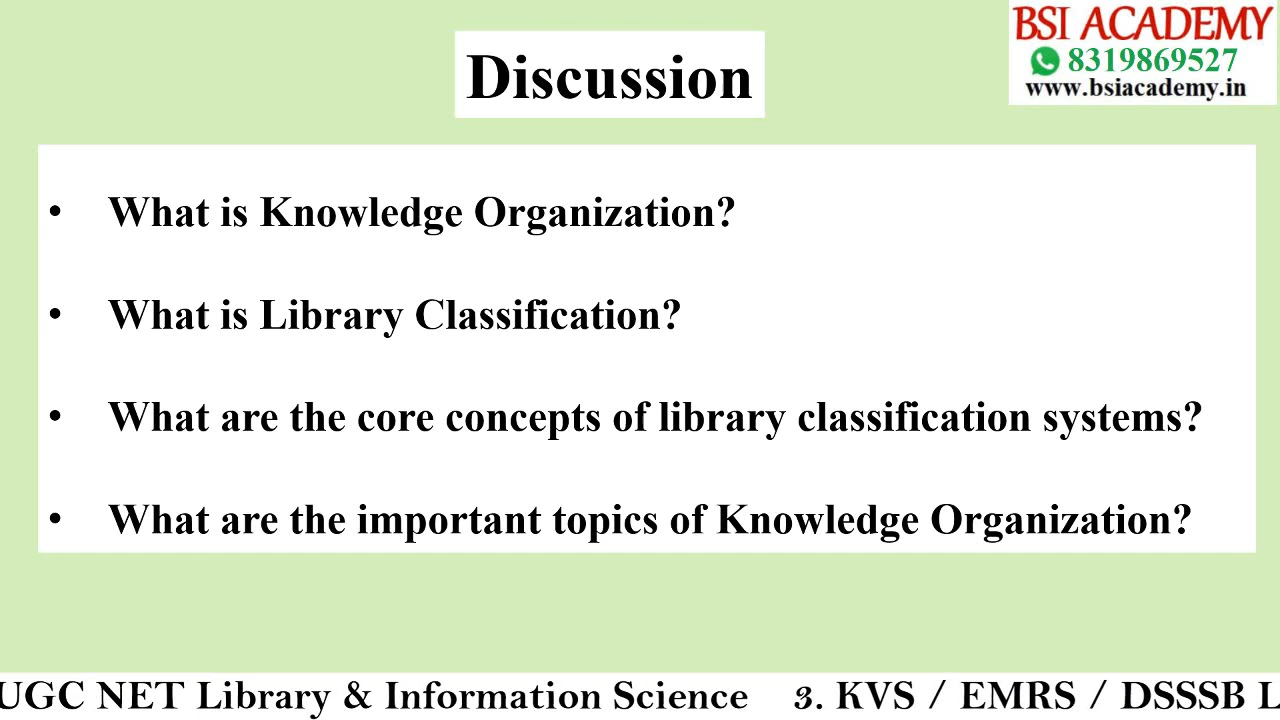 BSI ACADEMY
8319869527
www.bsiacademy.in
Discussion
• What is Knowledge Organization?
• What is Library Classification?
• What are the core concepts of library classification systems?
• What are the important topics of Knowledge Organization?
UGC NET Library & Information Science 3. KVS / EMRS / DSSSB L